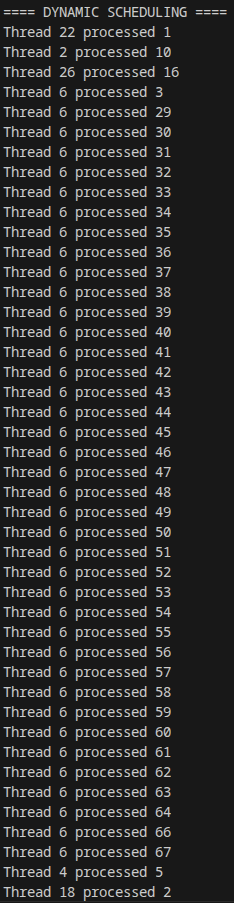 ==== DYNAMIC SCHEDULING ====
Thread 22 processed 1
Thread 2 processed 10
Thread 26 processed 16
Thread 6 processed 3
Thread 6 processed 29
Thread 6 processed 30
Thread 6 processed 31
Thread 6 processed 32
Thread 6 processed 33
Thread 6 processed 34
Thread 6 processed 35
Thread 6 processed 36
Thread 6 processed 37
Thread 6 processed 38
Thread 6 processed 39
Thread 6 processed 40
Thread 6 processed 41
Thread 6 processed 42
Thread 6 processed 43
Thread 6 processed 44
Thread 6 processed 45
Thread 6 processed 46
Thread 6 processed 47
Thread 6 processed 48
Thread 6 processed 49
Thread 6 processed 50
Thread 6 processed 51
Thread 6 processed 52
Thread 6 processed 53
Thread 6 processed 54
Thread 6 processed 55
Thread 6 processed 56
Thread 6 processed 57
Thread 6 processed 58
Thread 6 processed 59
Thread 6 processed 60
Thread 6 processed 61
Thread 6 processed 62
Thread 6 processed 63
Thread 6 processed 64
Thread 6 processed 66
Thread 6 processed 67
Thread 4 processed 5
Thread 18 processed 2